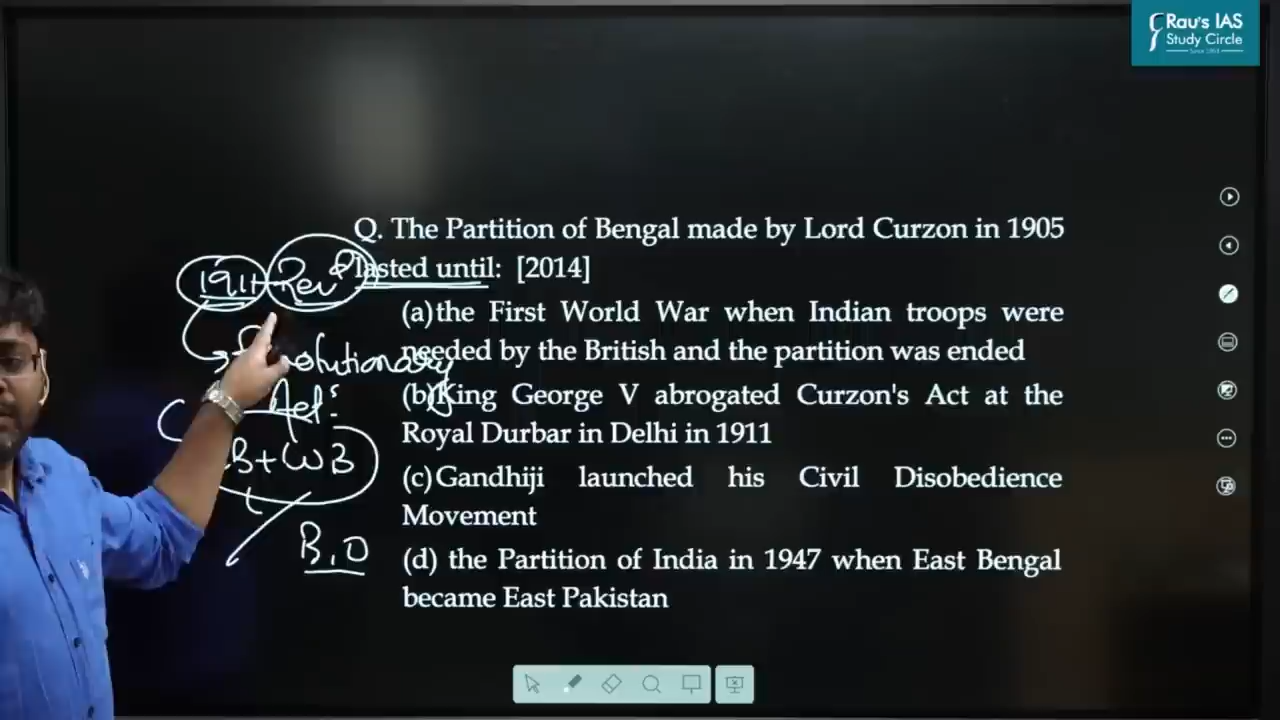 Rau's IAS
Study Circle
Since 1953
Q. The Partition of Bengal made by Lord Curzon in 1905
lasted until: [2014]
(a)the First World War when Indian troops were
needed by the British and the partition was ended
(b)King George V abrogated Curzon's Act at the
Royal Durbar in Delhi in 1911
(c)Gandhiji launched his Civil Disobedience
Movement
(d) the Partition of India in 1947 when East Bengal
became East Pakistan
1911 Rev
B+WB
B,O